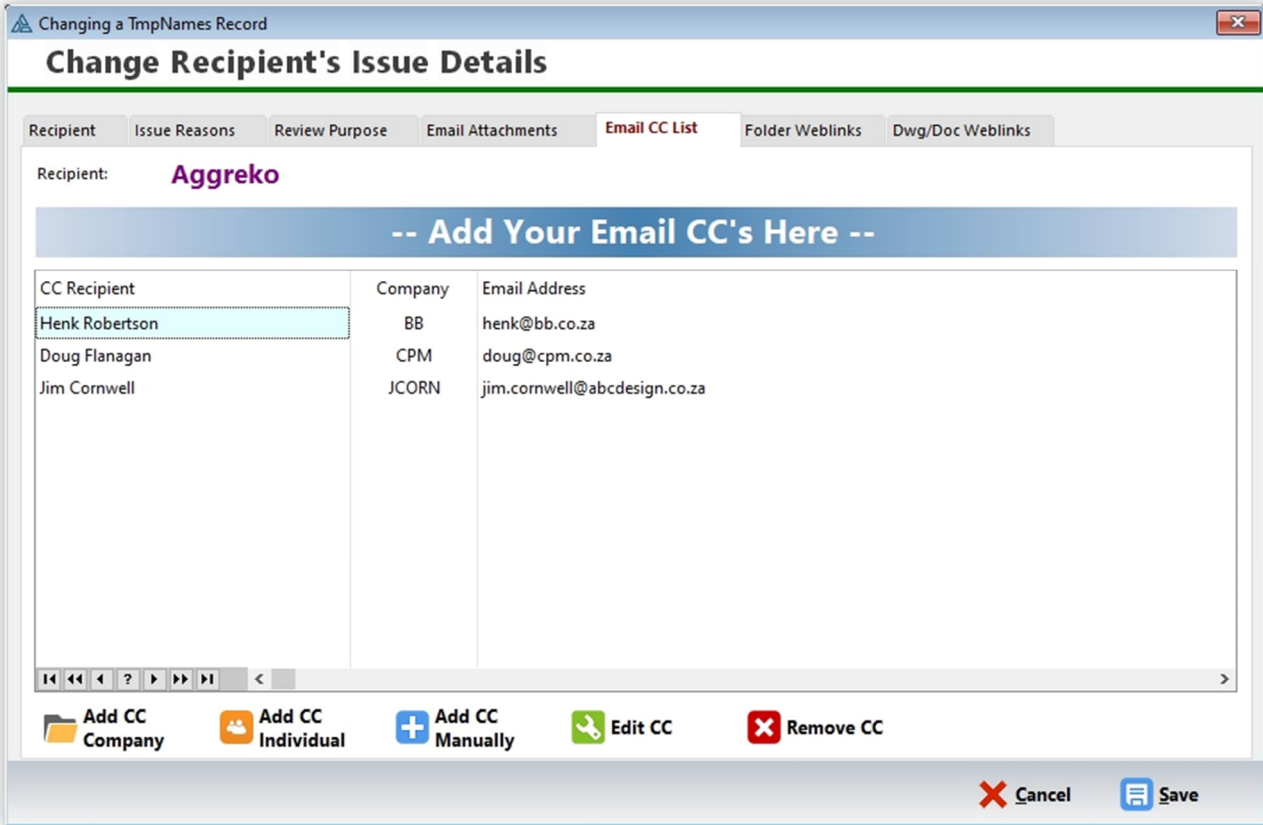 Changing a TmpNames Record
Change Recipient's Issue Details
Recipient Issue Reasons Review Purpose Email Attachments Email CC List Folder Weblinks Dwg/Doc Weblinks
Recipient: Aggreko
-- Add Your Email CC's Here --
CC Recipient Company Email Address
Henk Robertson BB henk@bb.co.za
Doug Flanagan CPM doug@cpm.co.za
Jim Cornwell JCORN jim.cornwell@abcdesign.co.za
?
Add CC Company Add CC Individual Add CC Manually Edit CC Remove CC
Cancel Save